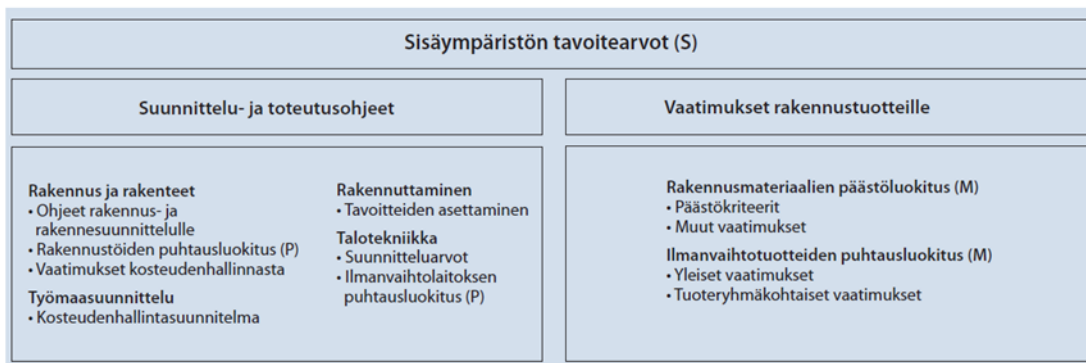 Sisäympäristön tavoitearvot (S)
Suunnittelu- ja toteutusohjeet
Rakennus ja rakenteet
• Ohjeet rakennus- ja
rakennesuunnittelulle
• Rakennustöiden puhtausluokitus (P)
• Vaatimukset kosteudenhallinnasta
Työmaasuunnittelu
• Kosteudenhallintasuunnitelma
Rakennuttaminen
• Tavoitteiden asettaminen
Talotekniikka
• Suunnitteluarvot
• Ilmanvaihtolaitoksen
puhtausluokitus (P)
Vaatimukset rakennustuotteille
Rakennusmateriaalien päästöluokitus (M)
• Päästökriteerit
• Muut vaatimukset
Ilmanvaihtotuotteiden puhtausluokitus (M)
• Yleiset vaatimukset
• Tuoteryhmäkohtaiset vaatimukset